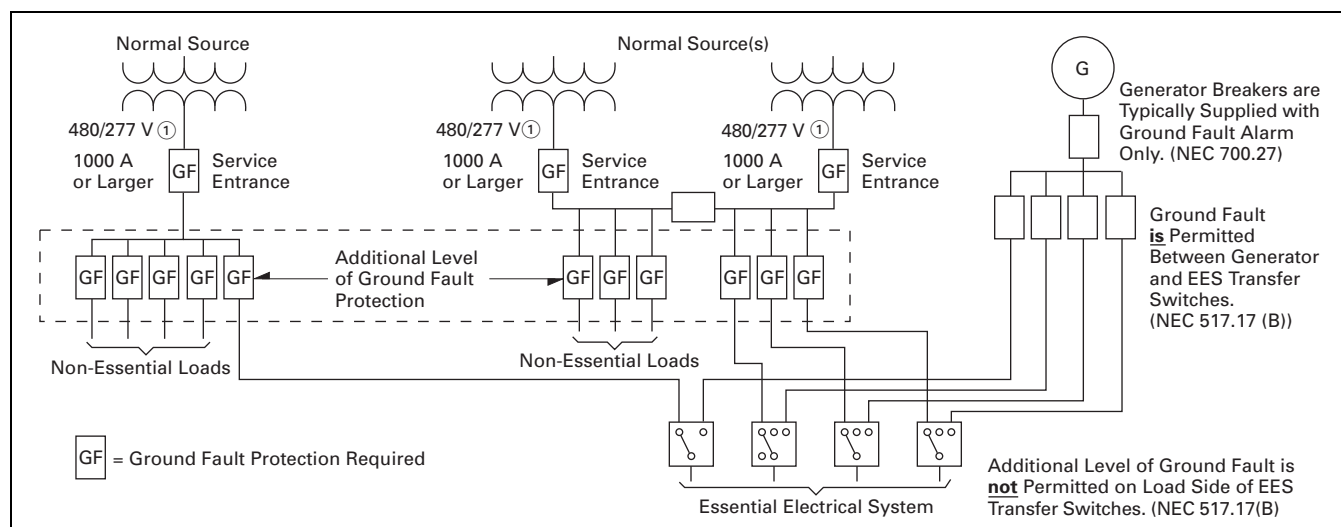 Normal Source
Normal Source(s)
G
Generator Breakers are
Typically Supplied with
Ground Fault Alarm
Only. (NEC 700.27)
480/277 V ①
1000 A
or Larger
GF
Service
Entrance
480/277 V ①
1000 A
or Larger
GF
Service
Entrance
480/277 V ①
1000 A
or Larger
GF
Service
Entrance
Ground Fault
is Permitted
Between Generator
and EES Transfer
Switches.
(NEC 517.17 (B))
GF GF GF GF GF
Additional Level
of Ground Fault
Protection
GF GF GF
GF GF GF
Non-Essential Loads
Non-Essential Loads
GF = Ground Fault Protection Required
Essential Electrical System
Additional Level of Ground Fault is
not Permitted on Load Side of EES
Transfer Switches. (NEC 517.17(B)